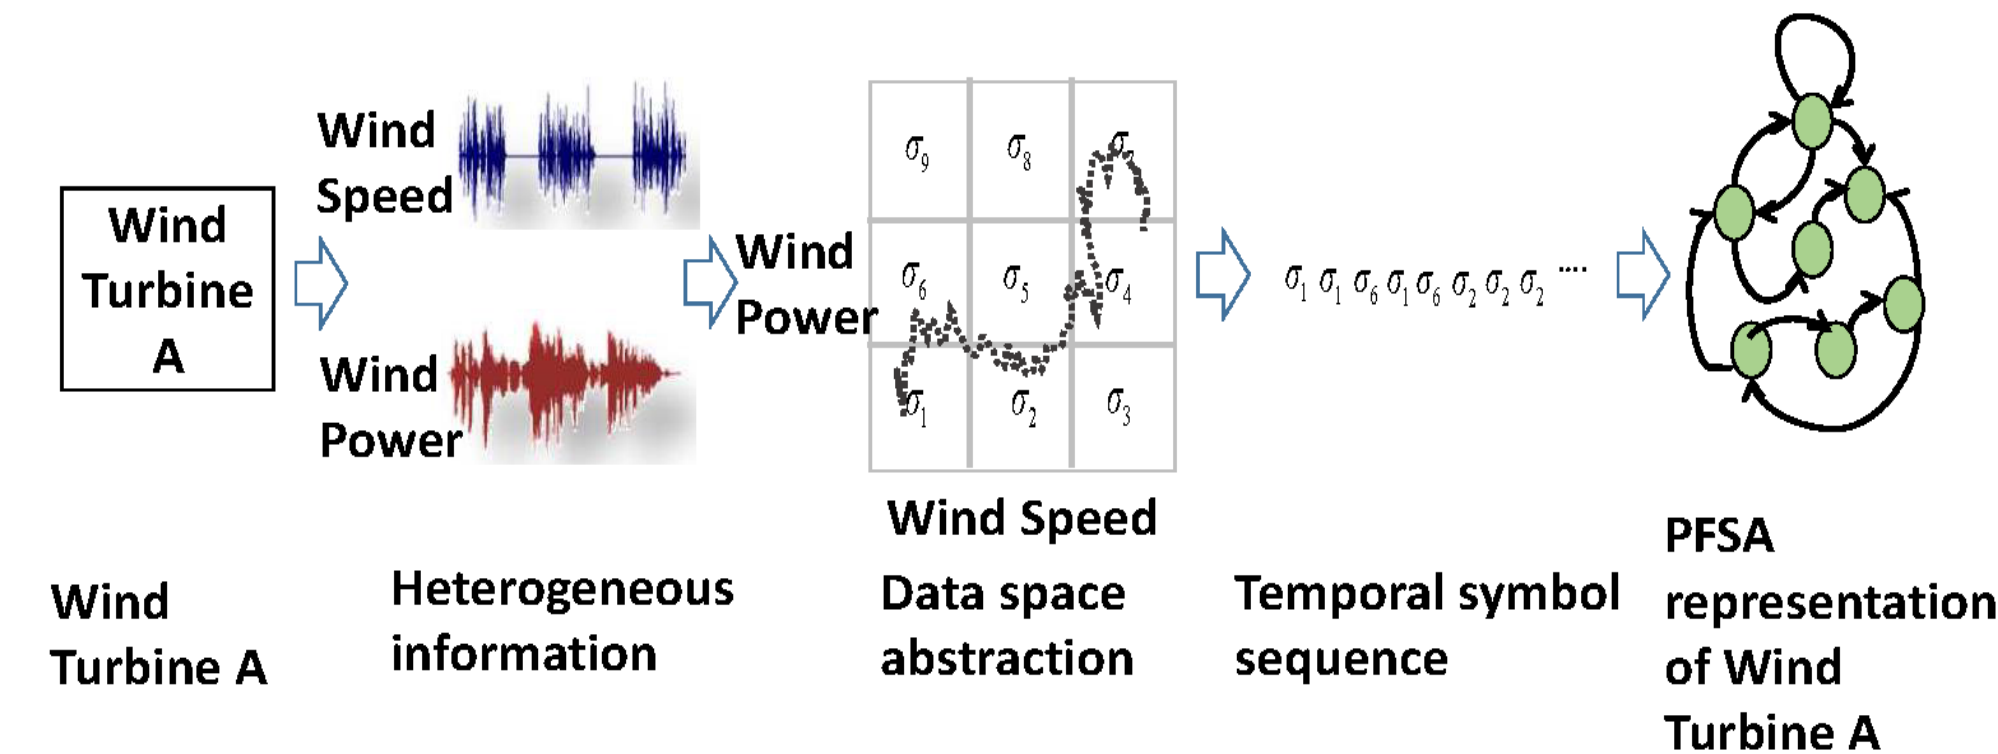 Wind
Turbine
A
Wind
Speed
Wind
Power
Wind
Power
σ9 σ8 σ7
σ6 σ5 σ4
σ1 σ2 σ3
Wind Speed
σ1 σ1 σ6 σ1 σ6 σ2 σ2 σ2 ....
Wind
Turbine A
Heterogeneous
information
Data space
abstraction
Temporal symbol
sequence
PFSA
representation
of Wind
Turbine A